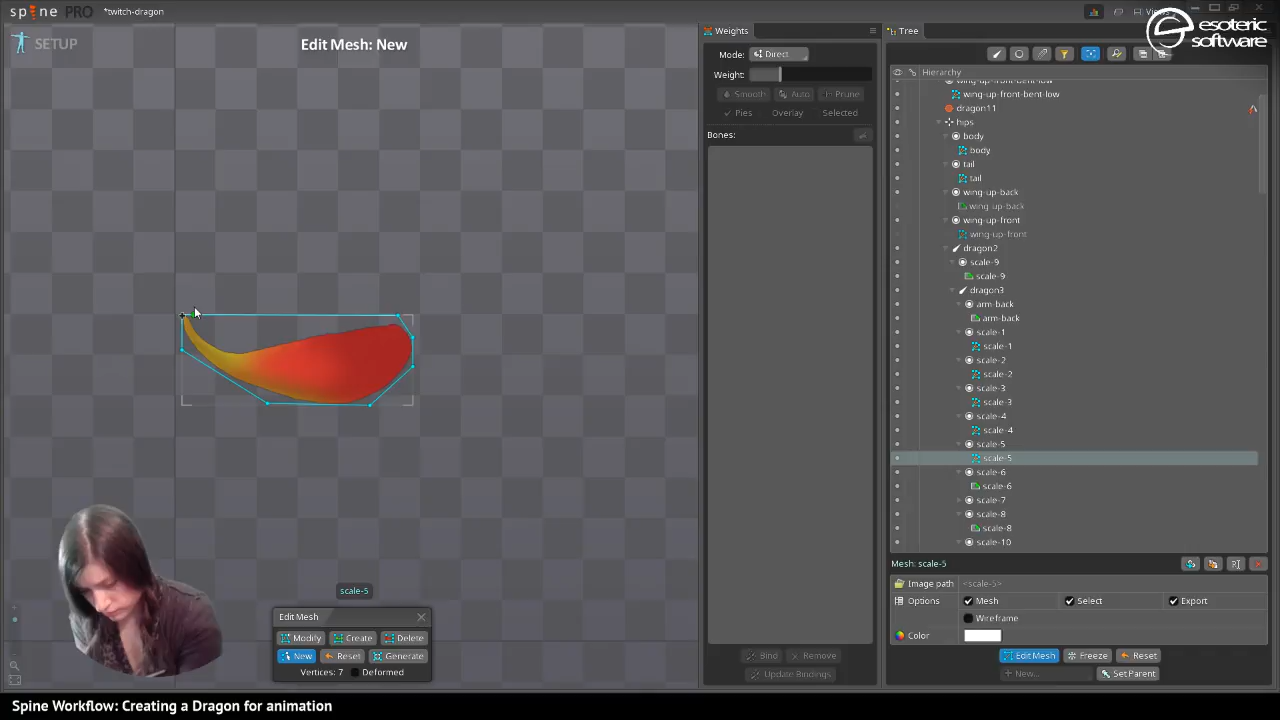 spine PRO
*twitch-dragon
Views
esoteric
software
SETUP
Edit Mesh: New
Weights
Mode: Direct
Weight:
Smooth
Auto
Prune
Pies
Overlay
Selected
Bones:
Bind
Remove
Update Bindings
Tree
Hierarchy
wing-up-front-bent-low
wing-up-front-bent-low
dragon11
hips
body
body
tail
tail
wing-up-back
wing-up-back
wing-up-front
wing-up-front
dragon2
scale-9
scale-9
dragon3
arm-back
arm-back
scale-1
scale-1
scale-2
scale-2
scale-3
scale-3
scale-4
scale-4
scale-5
scale-5
scale-6
scale-6
scale-7
scale-8
scale-8
scale-10
Mesh: scale-5
Image path <scale-5>
Options Mesh Select Export
Wireframe
Color
Edit Mesh Freeze Reset
New... Set Parent
scale-5
Edit Mesh
Modify Create Delete
New Reset Generate
Vertices: 7 Deformed
Spine Workflow: Creating a Dragon for animation